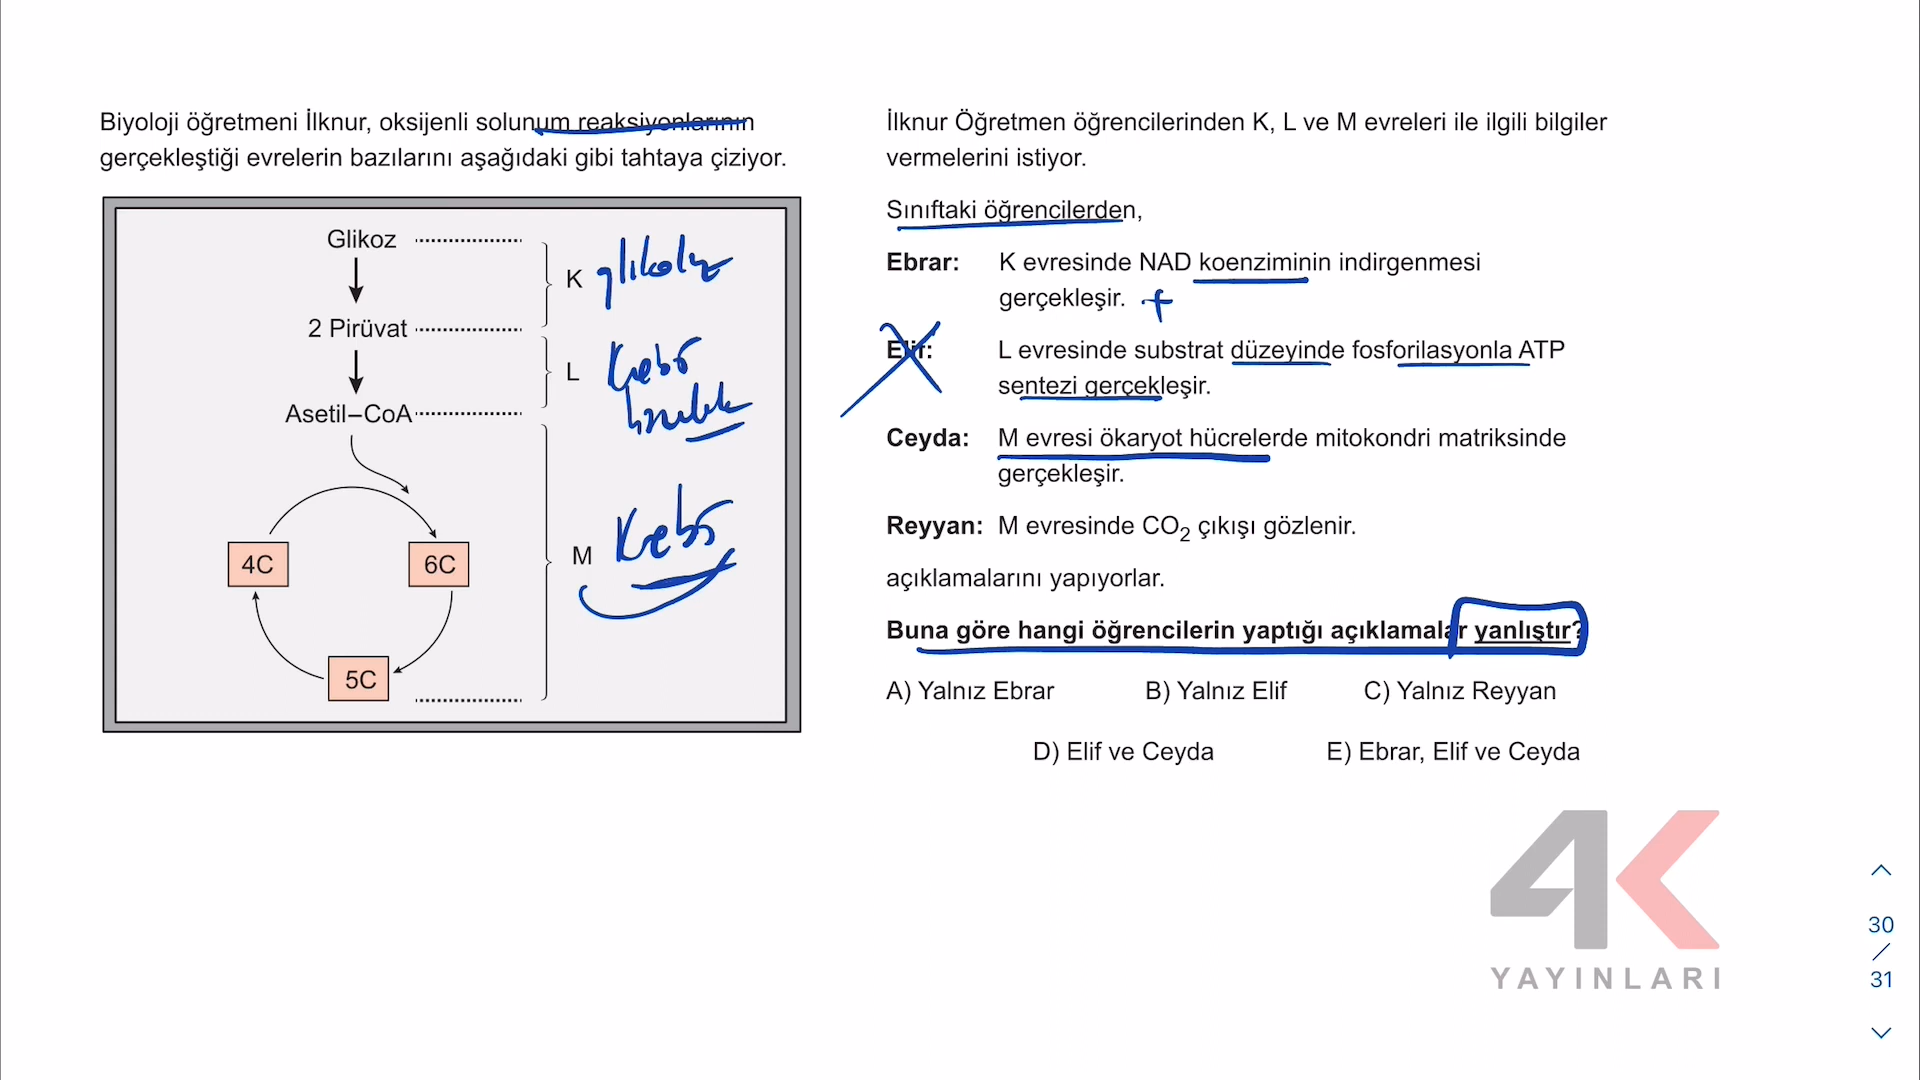 Biyoloji öğretmeni İlknur, oksijenli solunum reaksiyonlarının
gerçekleştiği evrelerin bazılarını aşağıdaki gibi tahtaya çiziyor.
Glikoz
K glikoliz
2 Pirüvat
L Krebs
hazırlık
Asetil–CoA
M Krebs
4C
6C
5C
İlknur Öğretmen öğrencilerinden K, L ve M evreleri ile ilgili bilgiler
vermelerini istiyor.
Sınıftaki öğrencilerden,
Ebrar: K evresinde NAD koenziminin indirgenmesi
gerçekleşir. +
Elif: L evresinde substrat düzeyinde fosforilasyonla ATP
sentezi gerçekleşir.
Ceyda: M evresi ökaryot hücrelerde mitokondri matriksinde
gerçekleşir.
Reyyan: M evresinde CO2 çıkışı gözlenir.
açıklamalarını yapıyorlar.
Buna göre hangi öğrencilerin yaptığı açıklamalar yanlıştır?
A) Yalnız Ebrar B) Yalnız Elif C) Yalnız Reyyan
D) Elif ve Ceyda E) Ebrar, Elif ve Ceyda
4K
YAYINLARI
30
/
31